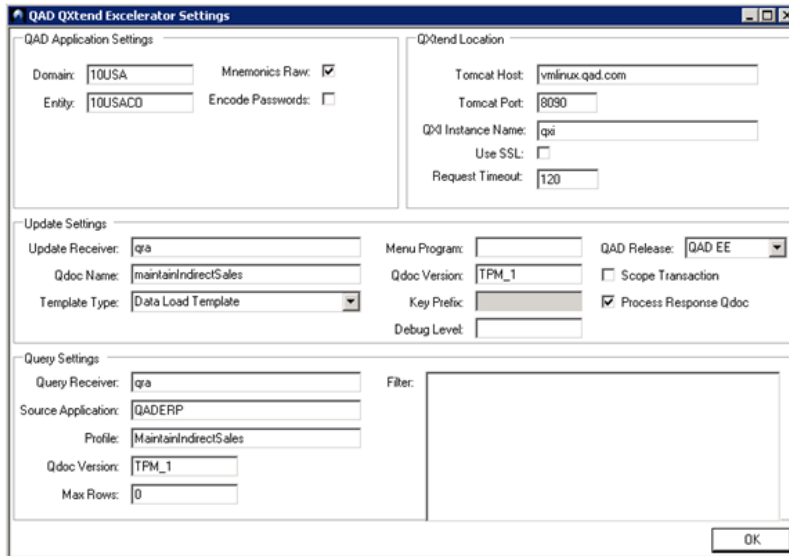 QAD QXtend Excelerator Settings
QAD Application Settings
Domain: 10USA
Mnemonics Raw:
Entity: 10USACO
Encode Passwords:
QXtend Location
Tomcat Host: vmlinux.qad.com
Tomcat Port: 8090
QXI Instance Name: qxi
Use SSL:
Request Timeout: 120
Update Settings
Update Receiver: qra
Menu Program:
QAD Release: QAD EE
Qdoc Name: maintainIndirectSales
Qdoc Version: TPM_1
Scope Transaction
Template Type: Data Load Template
Key Prefix:
Process Response Qdoc
Debug Level:
Query Settings
Query Receiver: qra
Filter:
Source Application: QADERP
Profile: MaintainIndirectSales
Qdoc Version: TPM_1
Max Rows: 0
OK